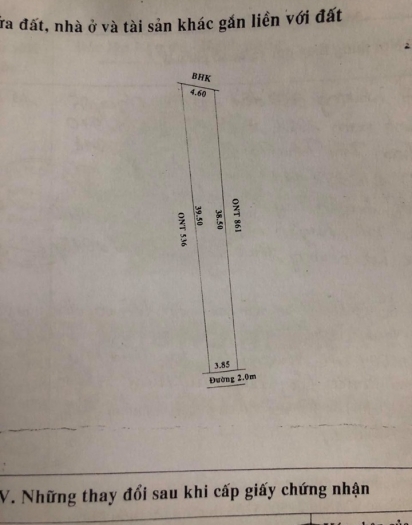 đất, nhà ở và tài sản khác gắn liền với đất
BHK
4.60
ONT 536
39.50
38.50
ONT 861
3.85
Đường 2.0m
V. Những thay đổi sau khi cấp giấy chứng nhận